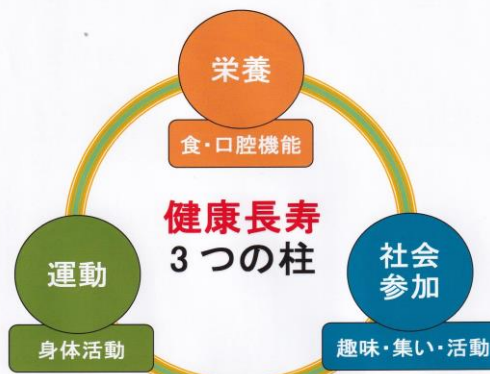 栄養
食・口腔機能
健康長寿
3つの柱
運動
身体活動
社会
参加
趣味・集い・活動